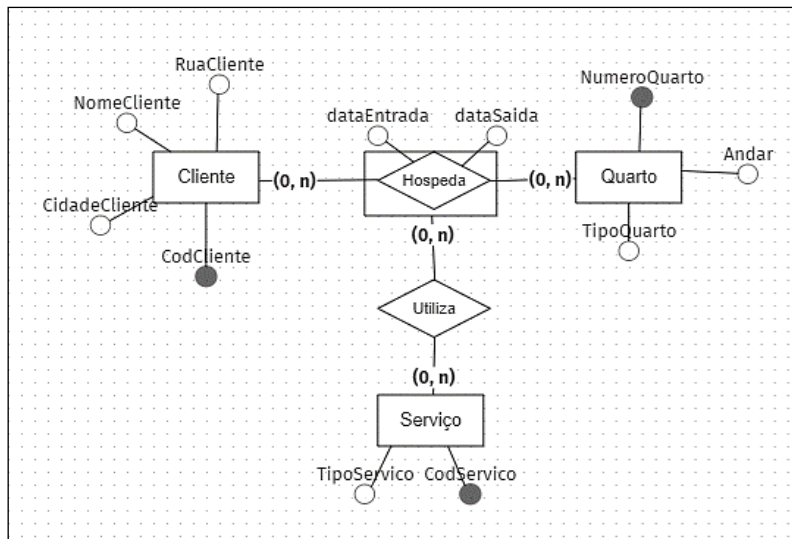 RuaCliente
NumeroQuarto
NomeCliente
dataEntrada
dataSaida
Andar
Cliente
(0, n)
Hospeda
(0, n)
Quarto
CidadeCliente
TipoQuarto
(0, n)
CodCliente
Utiliza
(0, n)
Serviço
TipoServico
CodServico